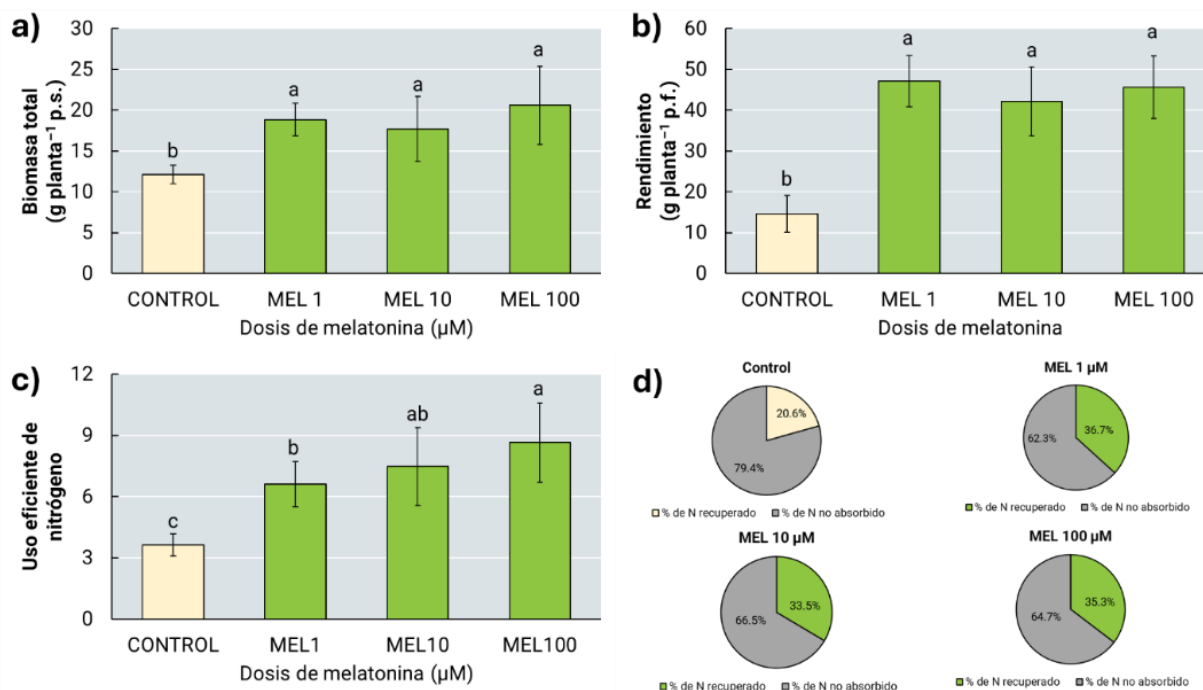 a)
Biomasa total
(g planta⁻¹ p.s.)
30
25
20
15
10
5
0
b
a
a
a
CONTROL MEL 1 MEL 10 MEL 100
Dosis de melatonina (µM)
b)
Rendimiento
(g planta⁻¹ p.f.)
60
50
40
30
20
10
0
b
a
a
a
CONTROL MEL 1 MEL 10 MEL 100
Dosis de melatonina
c)
Uso eficiente de
nitrógeno
12
9
6
3
0
c
b
ab
a
CONTROL MEL1 MEL10 MEL100
Dosis de melatonina (µM)
d)
Control
20.6%
79.4%
% de N recuperado % de N no absorbido
MEL 1 µM
62.3% 36.7%
% de N recuperado % de N no absorbido
MEL 10 µM
33.5%
66.5%
% de N recuperado % de N no absorbido
MEL 100 µM
35.3%
64.7%
% de N recuperado % de N no absorbido